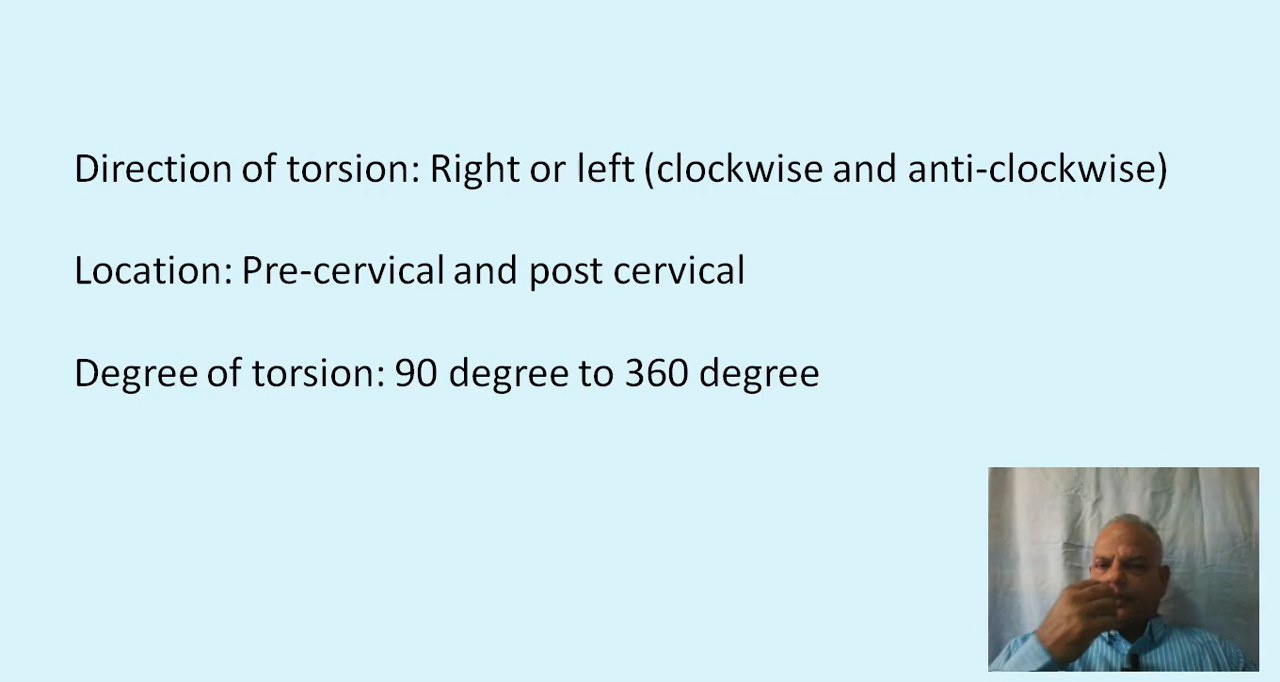 Direction of torsion: Right or left (clockwise and anti-clockwise)
Location: Pre-cervical and post cervical
Degree of torsion: 90 degree to 360 degree